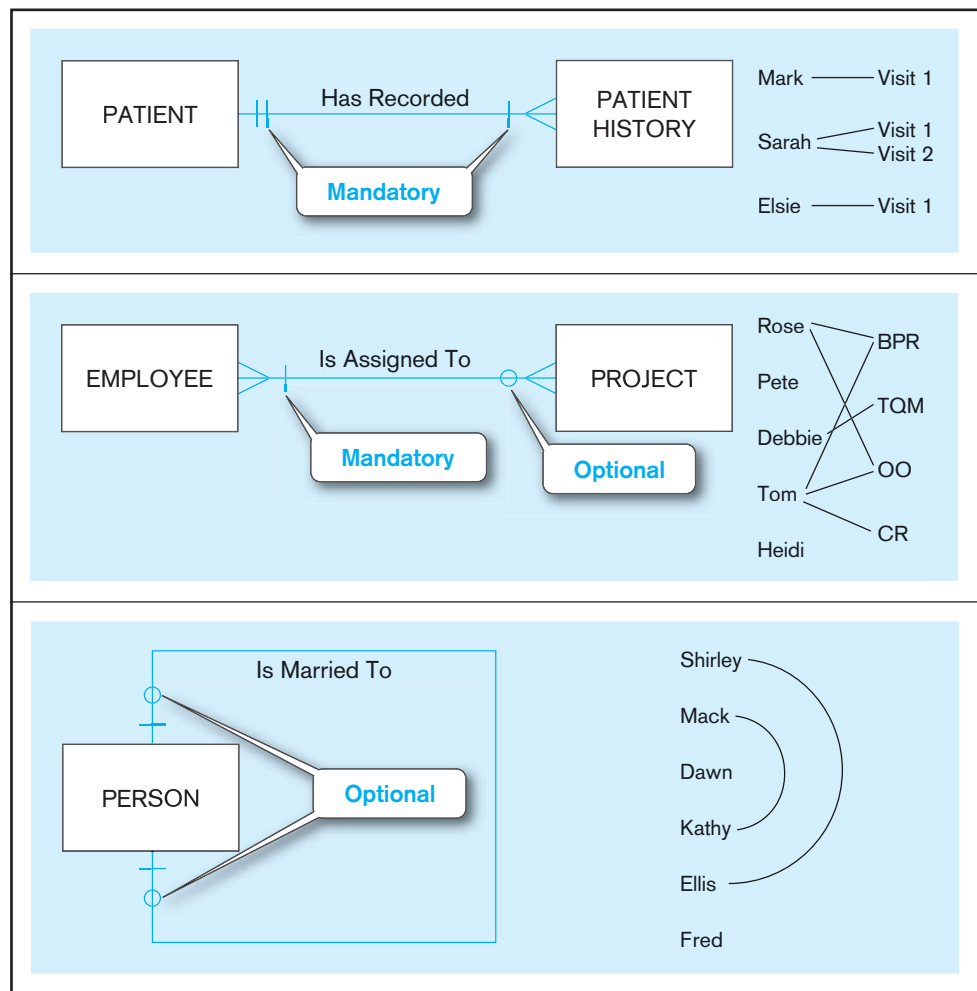 PATIENT
Has Recorded
PATIENT
HISTORY
Mandatory
Mark
Visit 1
Sarah
Visit 1
Visit 2
Elsie
Visit 1
EMPLOYEE
Is Assigned To
PROJECT
Mandatory
Optional
Rose
BPR
Pete
TQM
Debbie
OO
Tom
CR
Heidi
Is Married To
PERSON
Optional
Shirley
Mack
Dawn
Kathy
Ellis
Fred